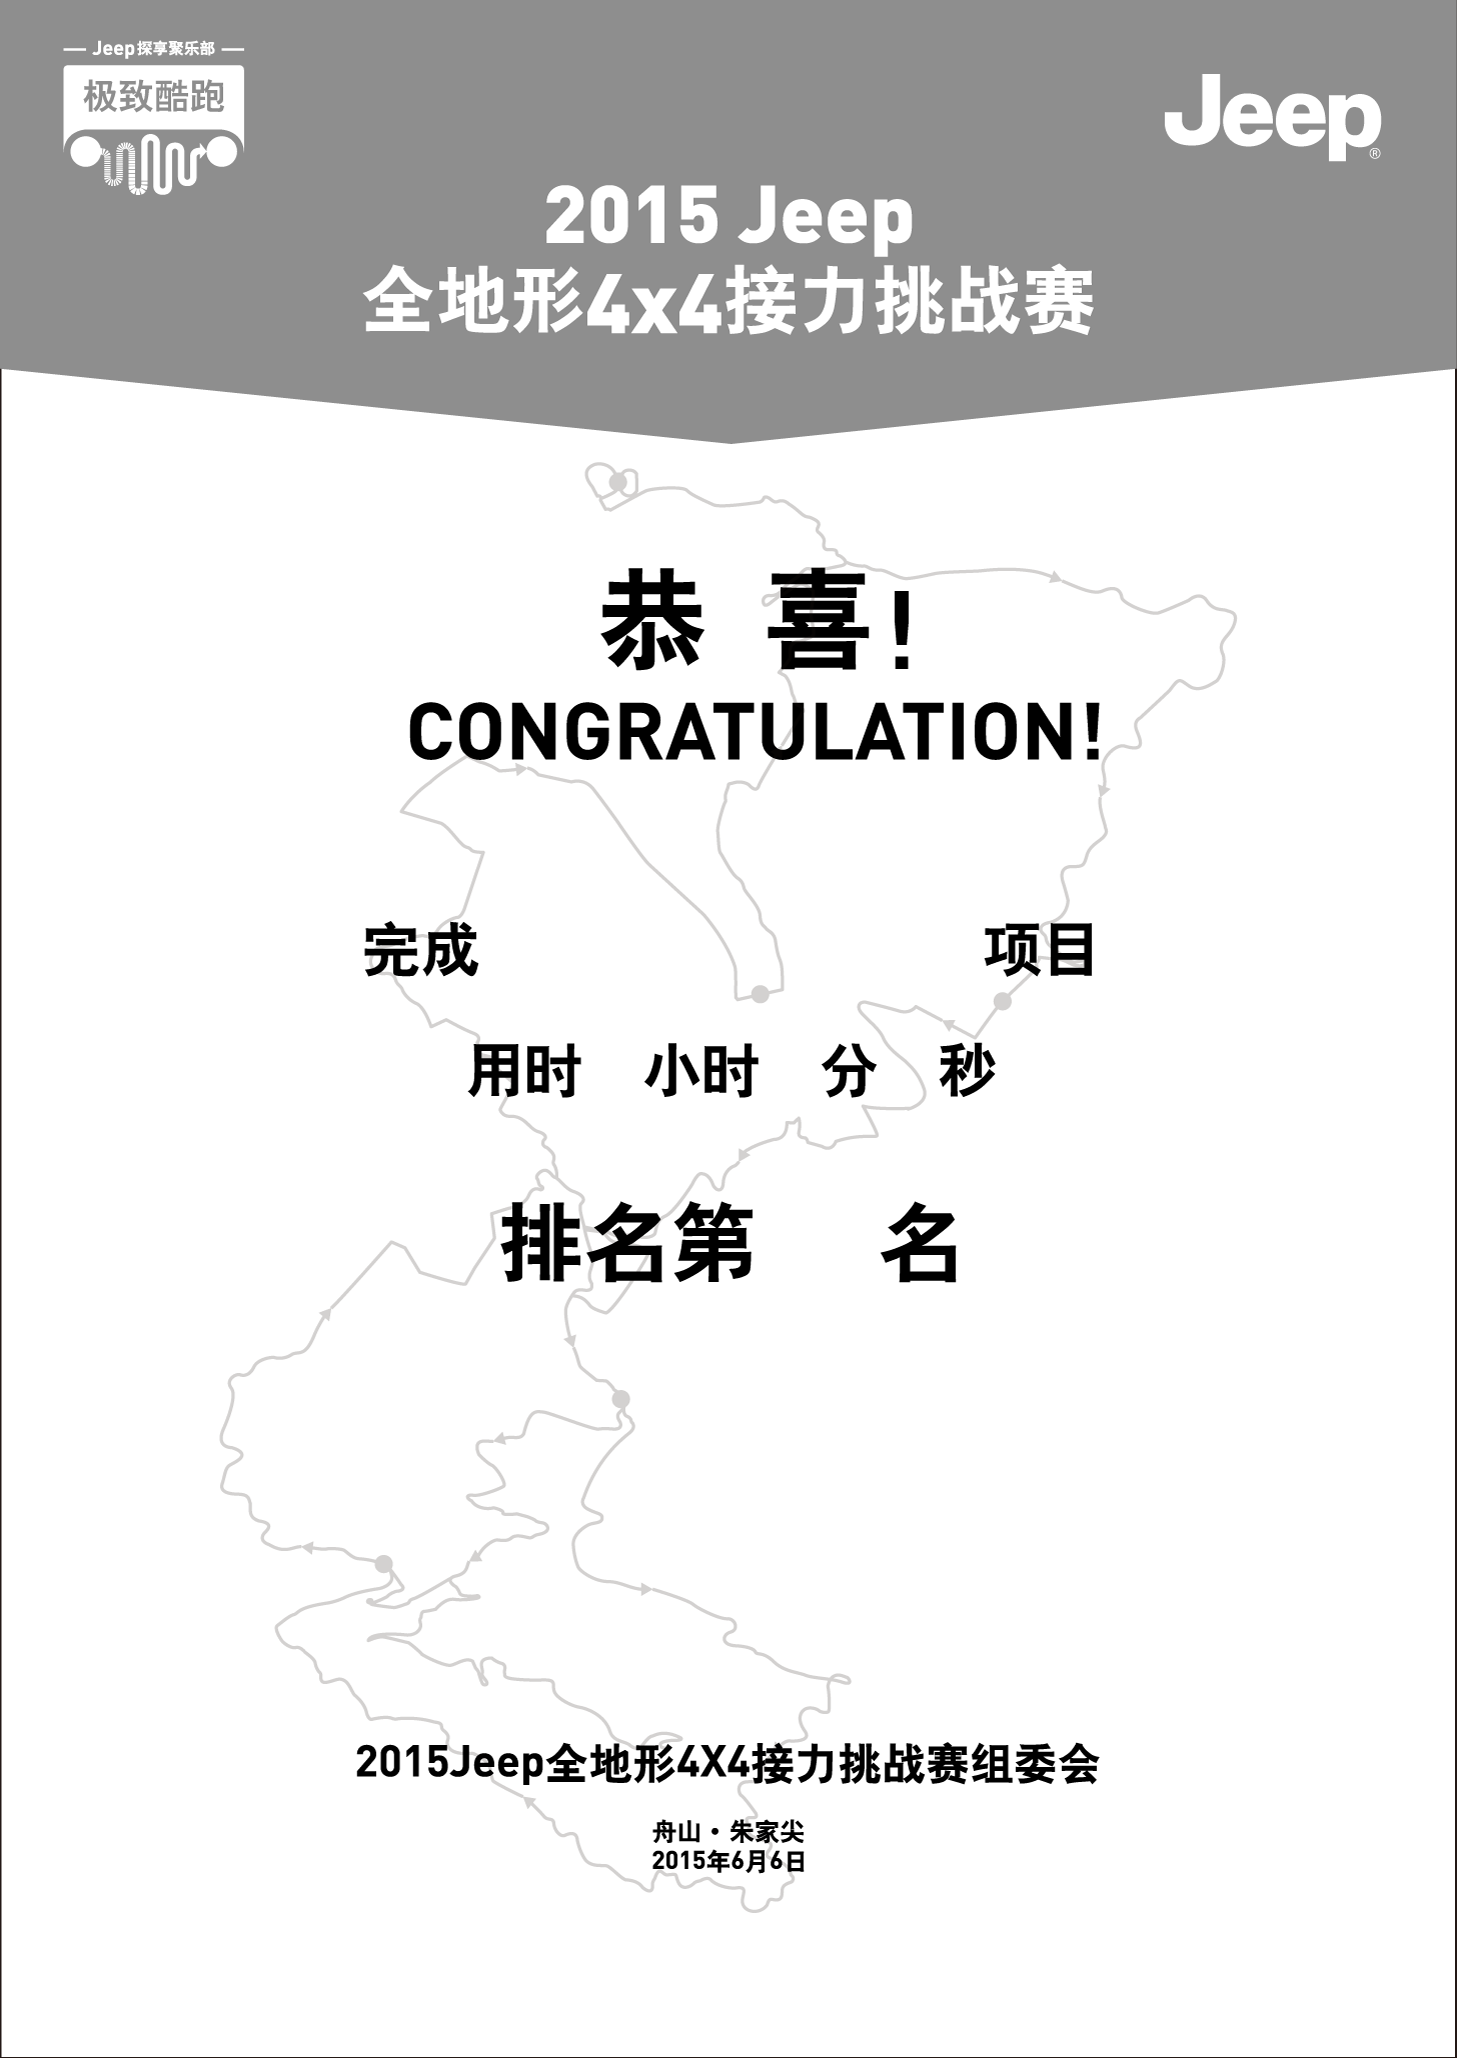 Jeep探享聚乐部
极致酷跑
Jeep®
2015 Jeep
全地形4x4接力挑战赛
恭 喜!
CONGRATULATION!
完成 项目
用时 小时 分 秒
排名第 名
2015Jeep全地形4X4接力挑战赛组委会
舟山·朱家尖
2015年6月6日